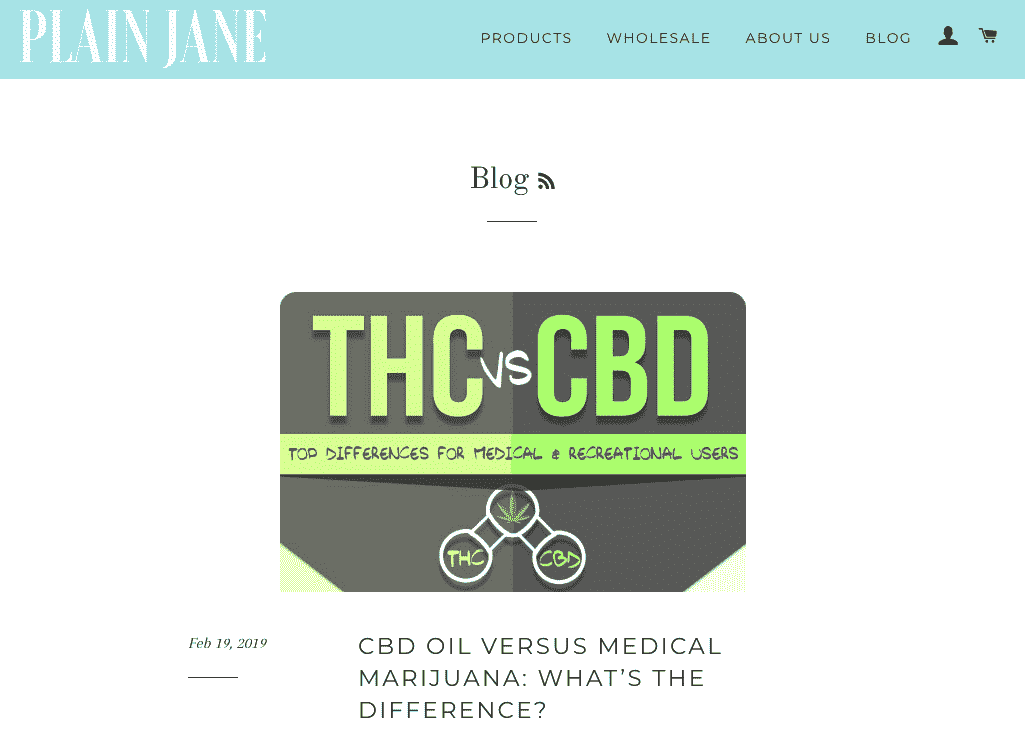 PLAIN JANE
PRODUCTS WHOLESALE ABOUT US BLOG
Blog
THC VS CBD
TOP DIFFERENCES FOR MEDICAL & RECREATIONAL USERS
THC CBD
Feb 19, 2019
CBD OIL VERSUS MEDICAL
MARIJUANA: WHAT’S THE
DIFFERENCE?